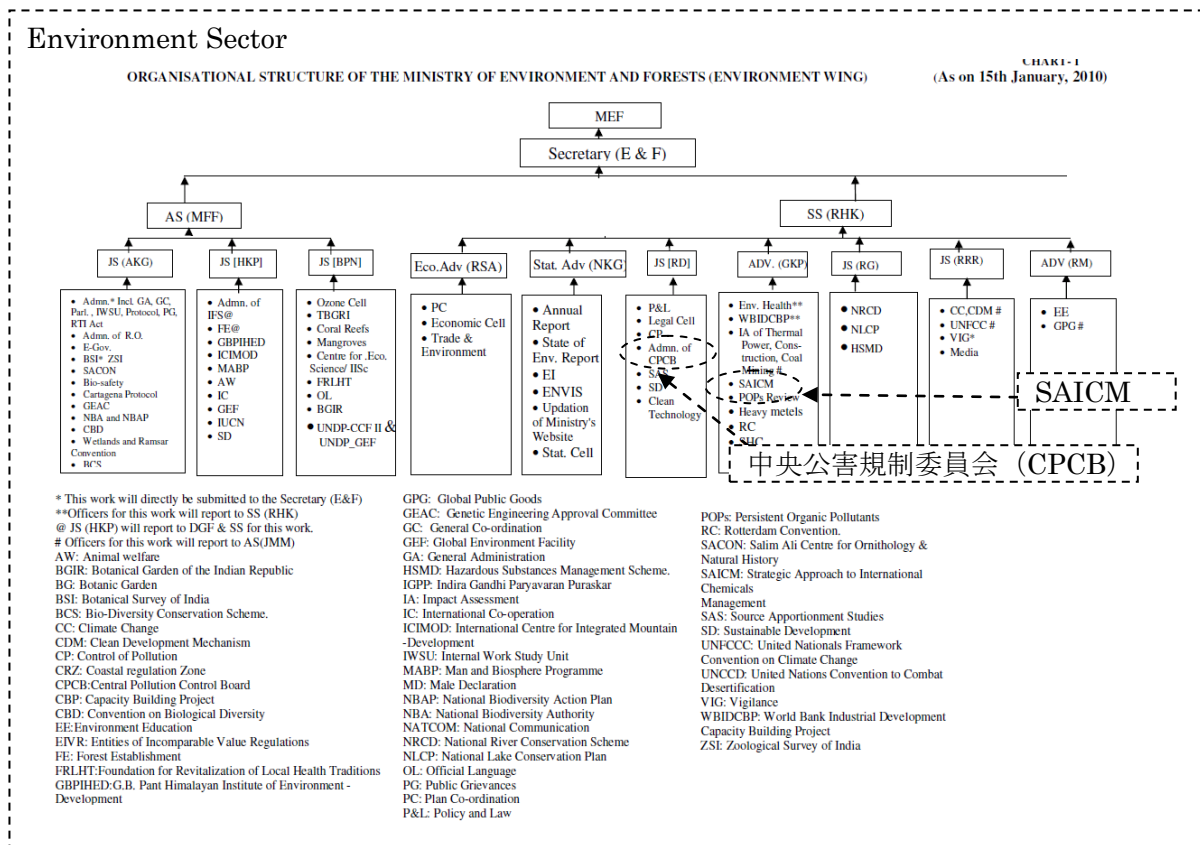 Environment Sector
CHART-1
ORGANISATIONAL STRUCTURE OF THE MINISTRY OF ENVIRONMENT AND FORESTS (ENVIRONMENT WING) (As on 15th January, 2010)
MEF
Secretary (E & F)
AS (MFF)
SS (RHK)
JS (AKG)
JS [HKP]
JS [BPN]
Eco.Adv (RSA)
Stat. Adv (NKG)
JS [RD]
ADV. (GKP)
JS (RG)
JS (RRR)
ADV (RM)
• Admn.* Incl. GA, GC,
Parl. , IWSU, Protocol, PG,
RTI Act
• Admn. of R.O.
• E-Gov.
• BSI* ZSI
• SACON
• Bio-safety
• Cartagena Protocol
• GEAC
• NBA and NBAP
• CBD
• Wetlands and Ramsar
Convention
• BCS
• Admn. of
IFS@
• FE@
• GBPIHED
• ICIMOD
• MABP
• AW
• IC
• GEF
• IUCN
• SD
• Ozone Cell
• TBGRI
• Coral Reefs
• Mangroves
• Centre for .Eco.
Science/ IISc
• FRLHT
• OL
• BGIR
• UNDP-CCF II &
UNDP_GEF
• PC
• Economic Cell
• Trade &
Environment
• Annual
Report
• State of
Env. Report
• EI
• ENVIS
• Updation
of Ministry's
Website
• Stat. Cell
• P&L
• Legal Cell
• CP
• Admn. of
CPCB
• SAS
• SD
• Clean
Technology
• Env. Health**
• WBIDCBP**
• IA of Thermal
Power, Cons-
truction, Coal
Mining #
• SAICM
• POPs Review
• Heavy metels
• RC
• SHC
• NRCD
• NLCP
• HSMD
• CC,CDM #
• UNFCC #
• VIG*
• Media
• EE
• GPG #
SAICM
中央公害規制委員会（CPCB）
* This work will directly be submitted to the Secretary (E&F)
**Officers for this work will report to SS (RHK)
@ JS (HKP) will report to DGF & SS for this work.
# Officers for this work will report to AS(JMM)
AW: Animal welfare
BGIR: Botanical Garden of the Indian Republic
BG: Botanic Garden
BSI: Botanical Survey of India
BCS: Bio-Diversity Conservation Scheme.
CC: Climate Change
CDM: Clean Development Mechanism
CP: Control of Pollution
CRZ: Coastal regulation Zone
CPCB:Central Pollution Control Board
CBP: Capacity Building Project
CBD: Convention on Biological Diversity
EE:Environment Education
EIVR: Entities of Incomparable Value Regulations
FE: Forest Establishment
FRLHT:Foundation for Revitalization of Local Health Traditions
GBPIHED:G.B. Pant Himalayan Institute of Environment -
Development
GPG: Global Public Goods
GEAC: Genetic Engineering Approval Committee
GC: General Co-ordination
GEF: Global Environment Facility
GA: General Administration
HSMD: Hazardous Substances Management Scheme.
IGPP: Indira Gandhi Paryavaran Puraskar
IA: Impact Assessment
IC: International Co-operation
ICIMOD: International Centre for Integrated Mountain
-Development
IWSU: Internal Work Study Unit
MABP: Man and Biosphere Programme
MD: Male Declaration
NBAP: National Biodiversity Action Plan
NBA: National Biodiversity Authority
NATCOM: National Communication
NRCD: National River Conservation Scheme
NLCP: National Lake Conservation Plan
OL: Official Language
PG: Public Grievances
PC: Plan Co-ordination
P&L: Policy and Law
POPs: Persistent Organic Pollutants
RC: Rotterdam Convention.
SACON: Salim Ali Centre for Ornithology &
Natural History
SAICM: Strategic Approach to International
Chemicals
Management
SAS: Source Apportionment Studies
SD: Sustainable Development
UNFCCC: United Nationals Framework
Convention on Climate Change
UNCCD: United Nations Convention to Combat
Desertification
VIG: Vigilance
WBIDCBP: World Bank Industrial Development
Capacity Building Project
ZSI: Zoological Survey of India